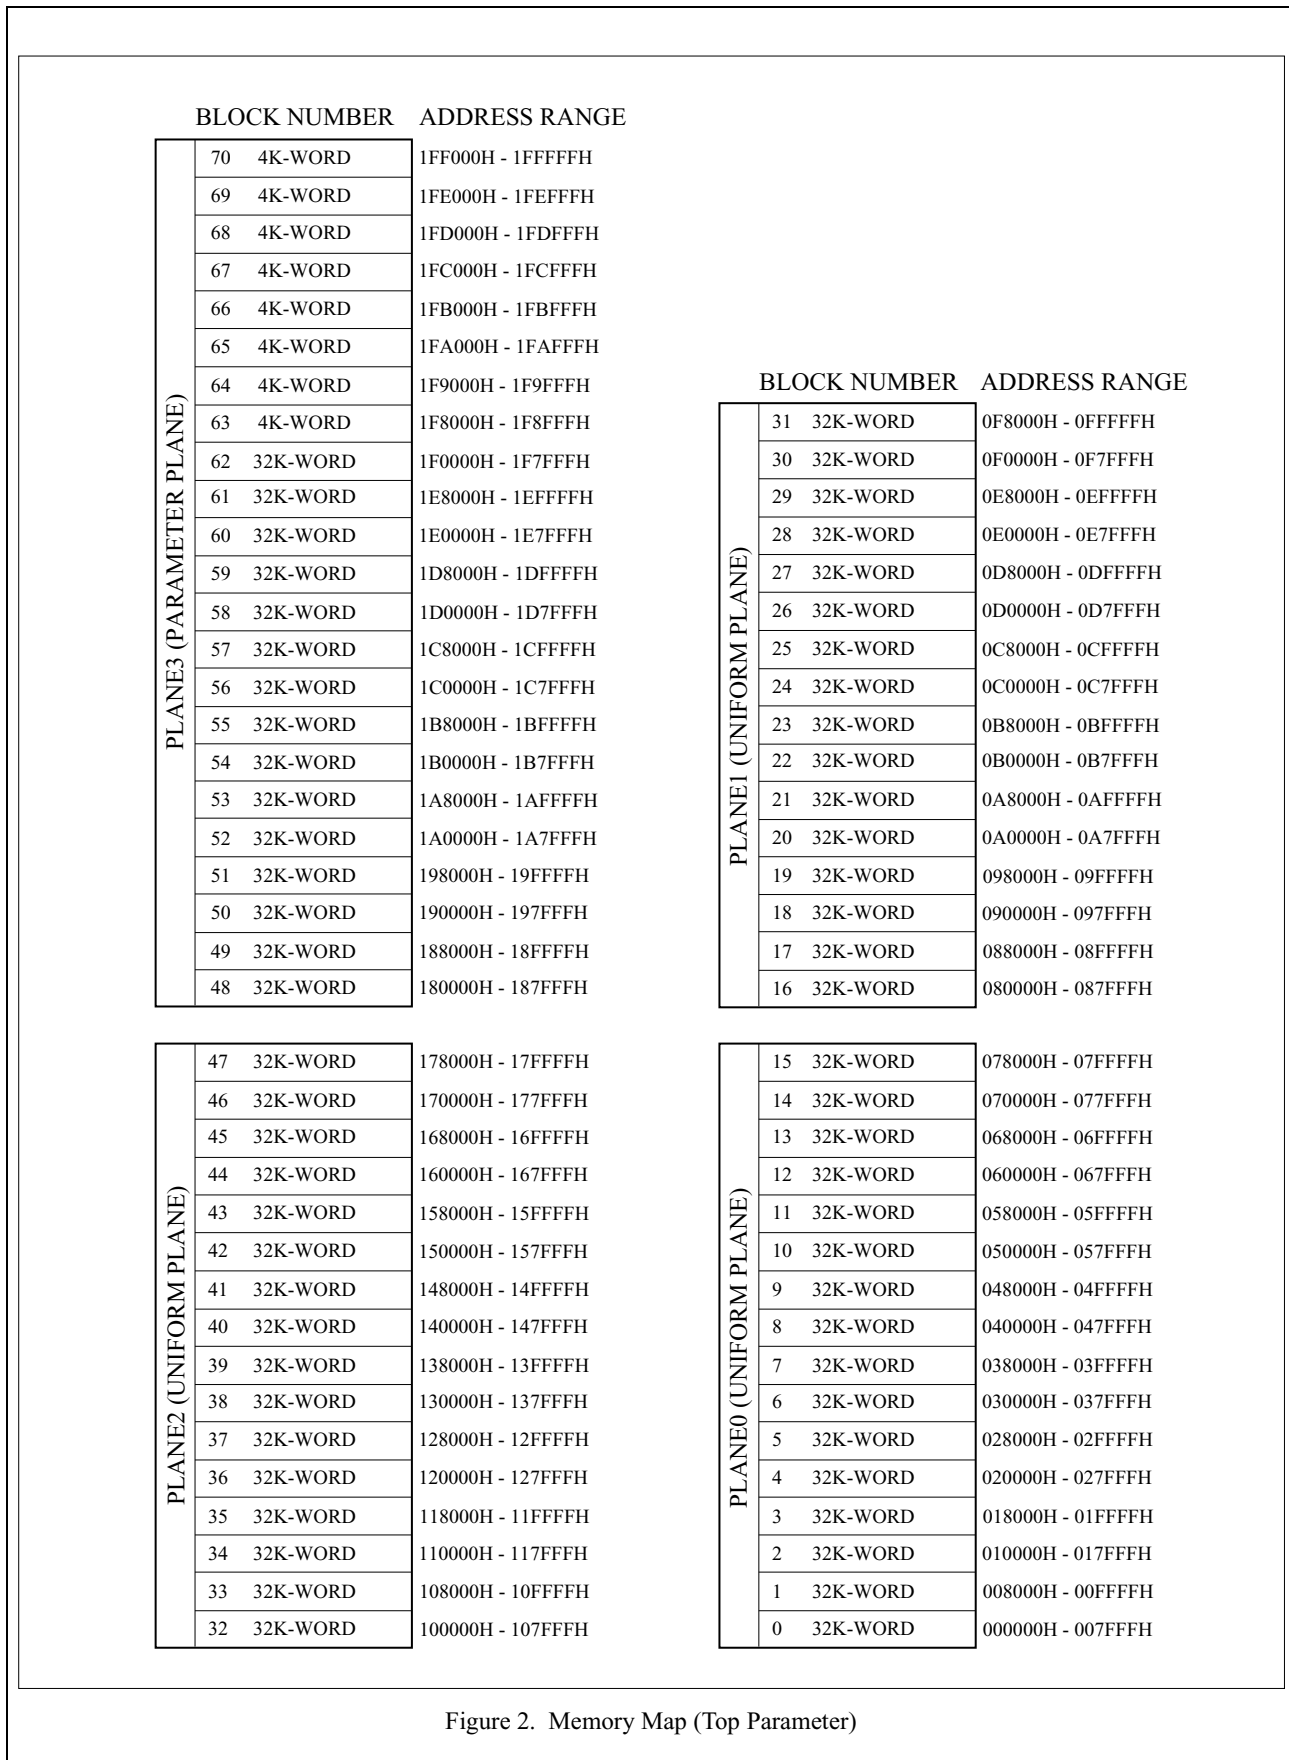 BLOCK NUMBER ADDRESS RANGE
PLANE3 (PARAMETER PLANE)
70 4K-WORD 1FF000H - 1FFFFFH
69 4K-WORD 1FE000H - 1FEFFFH
68 4K-WORD 1FD000H - 1FDFFFH
67 4K-WORD 1FC000H - 1FCFFFH
66 4K-WORD 1FB000H - 1FBFFFH
65 4K-WORD 1FA000H - 1FAFFFH
64 4K-WORD 1F9000H - 1F9FFFH
63 4K-WORD 1F8000H - 1F8FFFH
62 32K-WORD 1F0000H - 1F7FFFH
61 32K-WORD 1E8000H - 1EFFFFH
60 32K-WORD 1E0000H - 1E7FFFH
59 32K-WORD 1D8000H - 1DFFFFH
58 32K-WORD 1D0000H - 1D7FFFH
57 32K-WORD 1C8000H - 1CFFFFH
56 32K-WORD 1C0000H - 1C7FFFH
55 32K-WORD 1B8000H - 1BFFFFH
54 32K-WORD 1B0000H - 1B7FFFH
53 32K-WORD 1A8000H - 1AFFFFH
52 32K-WORD 1A0000H - 1A7FFFH
51 32K-WORD 198000H - 19FFFFH
50 32K-WORD 190000H - 197FFFH
49 32K-WORD 188000H - 18FFFFH
48 32K-WORD 180000H - 187FFFH
PLANE2 (UNIFORM PLANE)
47 32K-WORD 178000H - 17FFFFH
46 32K-WORD 170000H - 177FFFH
45 32K-WORD 168000H - 16FFFFH
44 32K-WORD 160000H - 167FFFH
43 32K-WORD 158000H - 15FFFFH
42 32K-WORD 150000H - 157FFFH
41 32K-WORD 148000H - 14FFFFH
40 32K-WORD 140000H - 147FFFH
39 32K-WORD 138000H - 13FFFFH
38 32K-WORD 130000H - 137FFFH
37 32K-WORD 128000H - 12FFFFH
36 32K-WORD 120000H - 127FFFH
35 32K-WORD 118000H - 11FFFFH
34 32K-WORD 110000H - 117FFFH
33 32K-WORD 108000H - 10FFFFH
32 32K-WORD 100000H - 107FFFH
BLOCK NUMBER ADDRESS RANGE
PLANE1 (UNIFORM PLANE)
31 32K-WORD 0F8000H - 0FFFFFH
30 32K-WORD 0F0000H - 0F7FFFH
29 32K-WORD 0E8000H - 0EFFFFH
28 32K-WORD 0E0000H - 0E7FFFH
27 32K-WORD 0D8000H - 0DFFFFH
26 32K-WORD 0D0000H - 0D7FFFH
25 32K-WORD 0C8000H - 0CFFFFH
24 32K-WORD 0C0000H - 0C7FFFH
23 32K-WORD 0B8000H - 0BFFFFH
22 32K-WORD 0B0000H - 0B7FFFH
21 32K-WORD 0A8000H - 0AFFFFH
20 32K-WORD 0A0000H - 0A7FFFH
19 32K-WORD 098000H - 09FFFFH
18 32K-WORD 090000H - 097FFFH
17 32K-WORD 088000H - 08FFFFH
16 32K-WORD 080000H - 087FFFH
PLANE0 (UNIFORM PLANE)
15 32K-WORD 078000H - 07FFFFH
14 32K-WORD 070000H - 077FFFH
13 32K-WORD 068000H - 06FFFFH
12 32K-WORD 060000H - 067FFFH
11 32K-WORD 058000H - 05FFFFH
10 32K-WORD 050000H - 057FFFH
9 32K-WORD 048000H - 04FFFFH
8 32K-WORD 040000H - 047FFFH
7 32K-WORD 038000H - 03FFFFH
6 32K-WORD 030000H - 037FFFH
5 32K-WORD 028000H - 02FFFFH
4 32K-WORD 020000H - 027FFFH
3 32K-WORD 018000H - 01FFFFH
2 32K-WORD 010000H - 017FFFH
1 32K-WORD 008000H - 00FFFFH
0 32K-WORD 000000H - 007FFFH
Figure 2. Memory Map (Top Parameter)